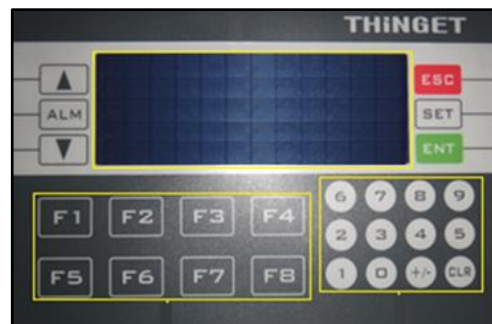 THiNGET
ESC
ALM
SET
ENT
F1 F2 F3 F4
F5 F6 F7 F8
6 7 8 9
2 3 4 5
1 0 +/- CLR